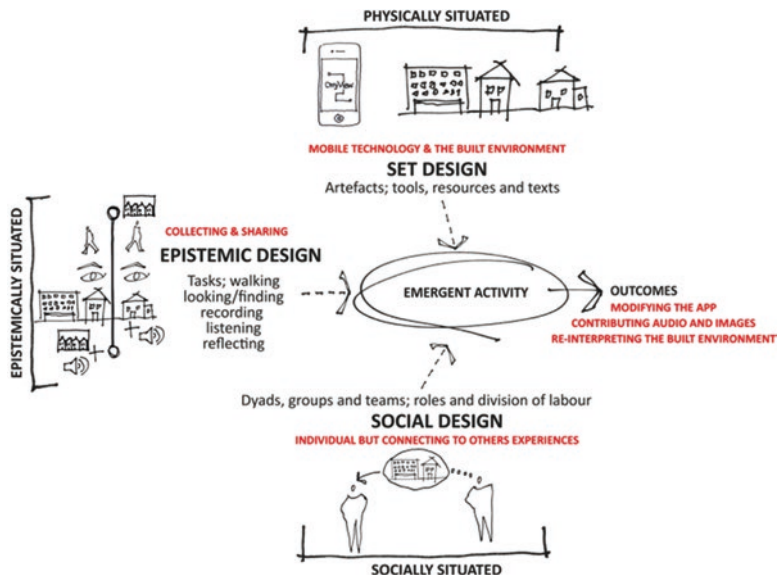 PHYSICALLY SITUATED
MOBILE TECHNOLOGY & THE BUILT ENVIRONMENT
SET DESIGN
Artefacts; tools, resources and texts
EPISTEMICALLY SITUATED
COLLECTING & SHARING
EPISTEMIC DESIGN
Tasks; walking
looking/finding
recording
listening
reflecting
EMERGENT ACTIVITY
OUTCOMES
MODIFYING THE APP
CONTRIBUTING AUDIO AND IMAGES
RE-INTERPRETING THE BUILT ENVIRONMENT
Dyads, groups and teams; roles and division of labour
SOCIAL DESIGN
INDIVIDUAL BUT CONNECTING TO OTHERS EXPERIENCES
SOCIALLY SITUATED